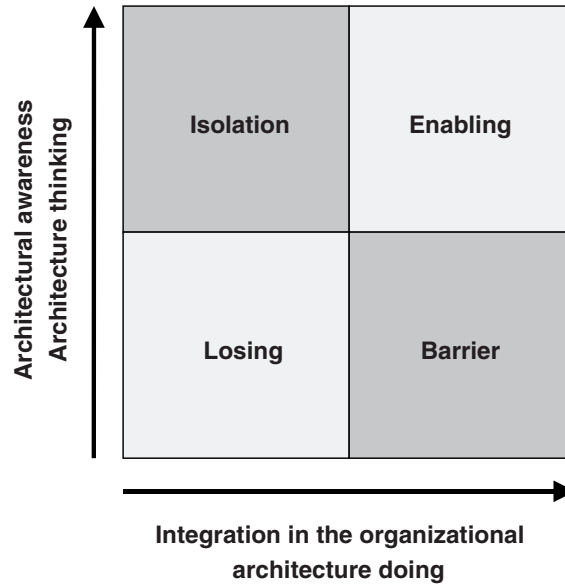 Architectural awareness
Architecture thinking
Isolation
Enabling
Losing
Barrier
Integration in the organizational
architecture doing